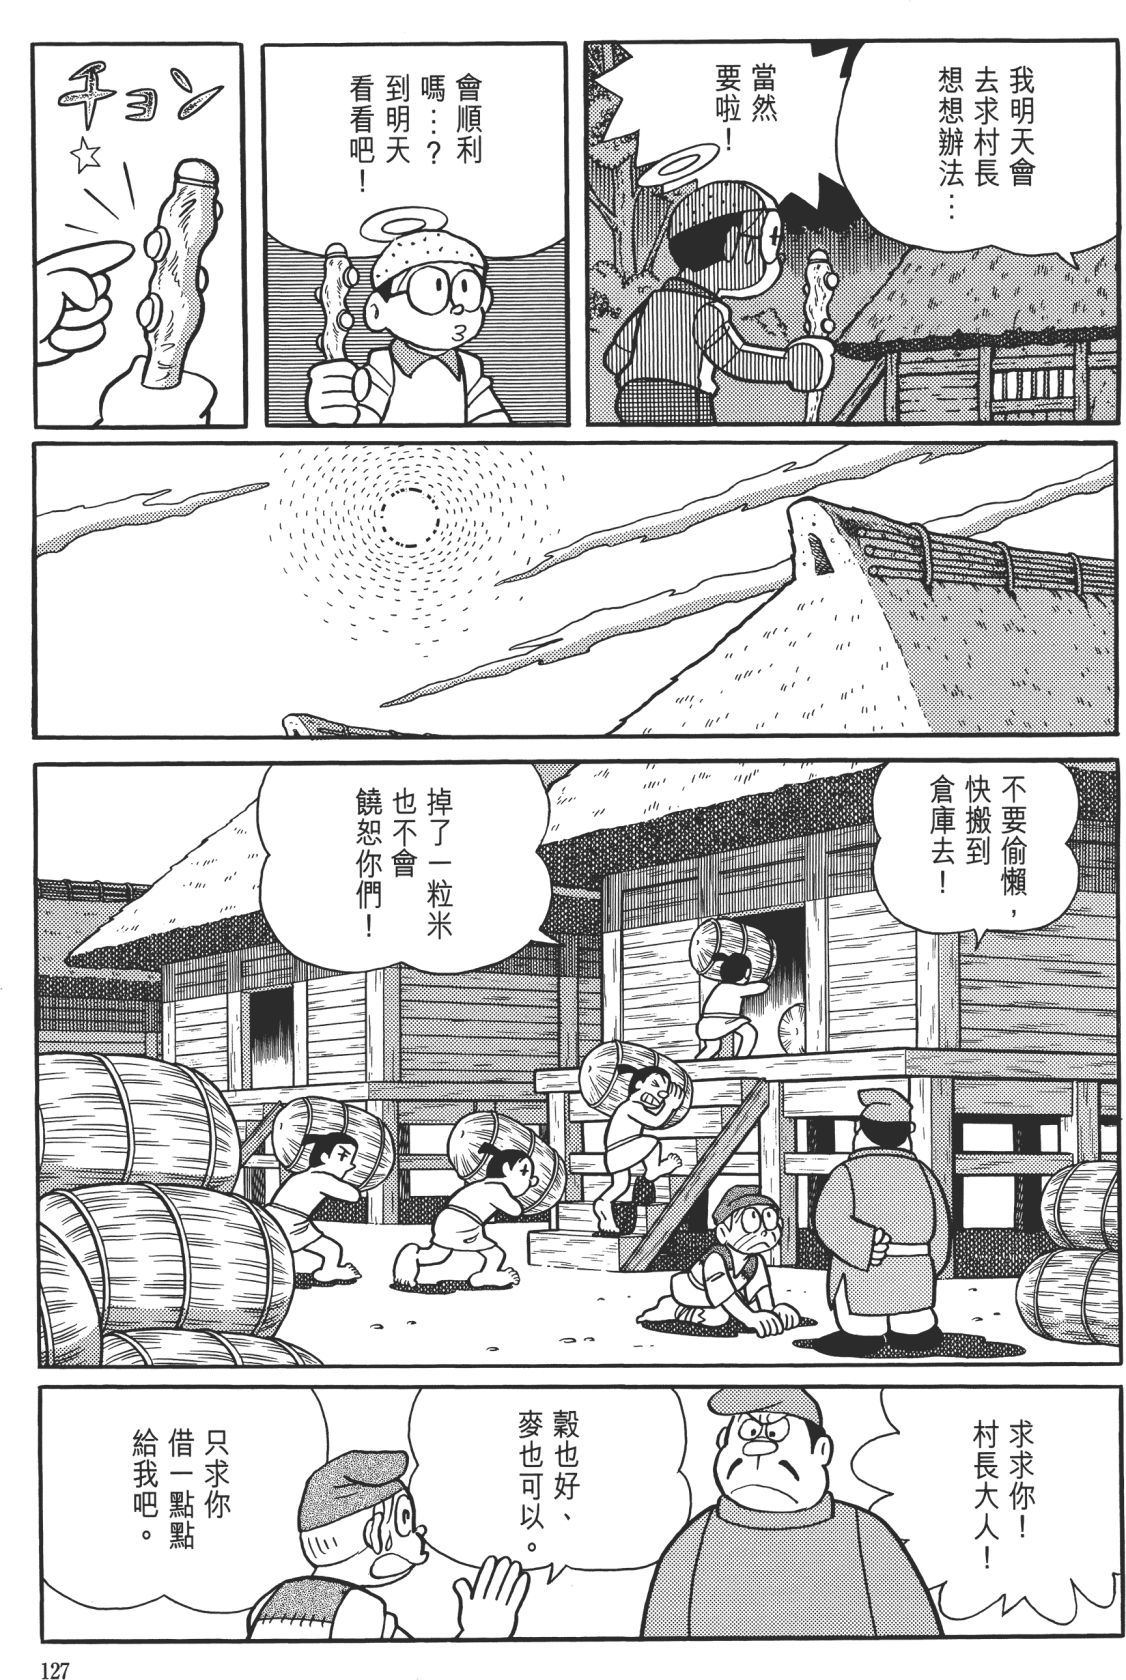 我明天會
去求村長
想想辦法…
當然
要啦！
會順利
嗎…？
到明天
看看吧！
チョン
不要偷懶，
快搬到
倉庫去！
掉了一粒米
也不會
饒恕你們！
求求你！
村長大人！
穀也好、
麥也可以。
只求你
借一點點
給我吧。
127